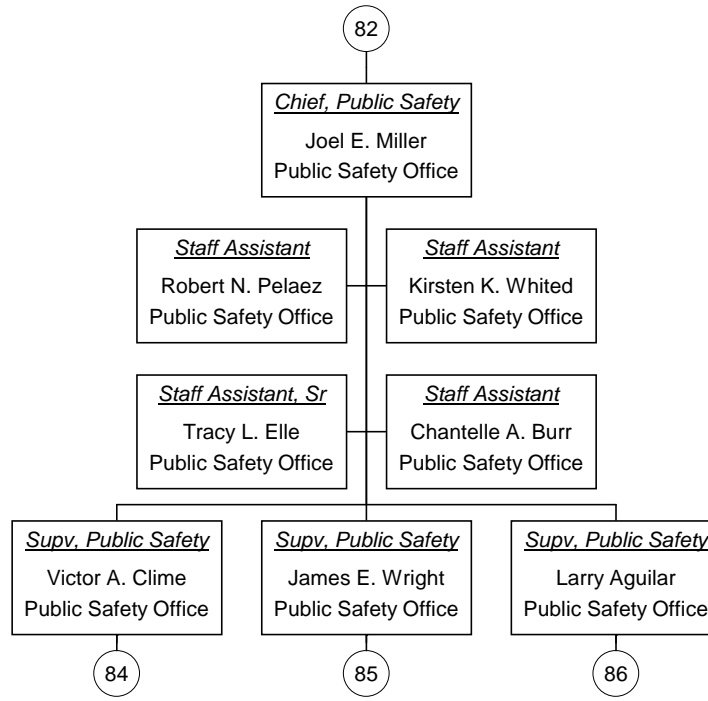 82
Chief, Public Safety
Joel E. Miller
Public Safety Office
Staff Assistant
Robert N. Pelaez
Public Safety Office
Staff Assistant
Kirsten K. Whited
Public Safety Office
Staff Assistant, Sr
Tracy L. Elle
Public Safety Office
Staff Assistant
Chantelle A. Burr
Public Safety Office
Supv, Public Safety
Victor A. Clime
Public Safety Office
84
Supv, Public Safety
James E. Wright
Public Safety Office
85
Supv, Public Safety
Larry Aguilar
Public Safety Office
86